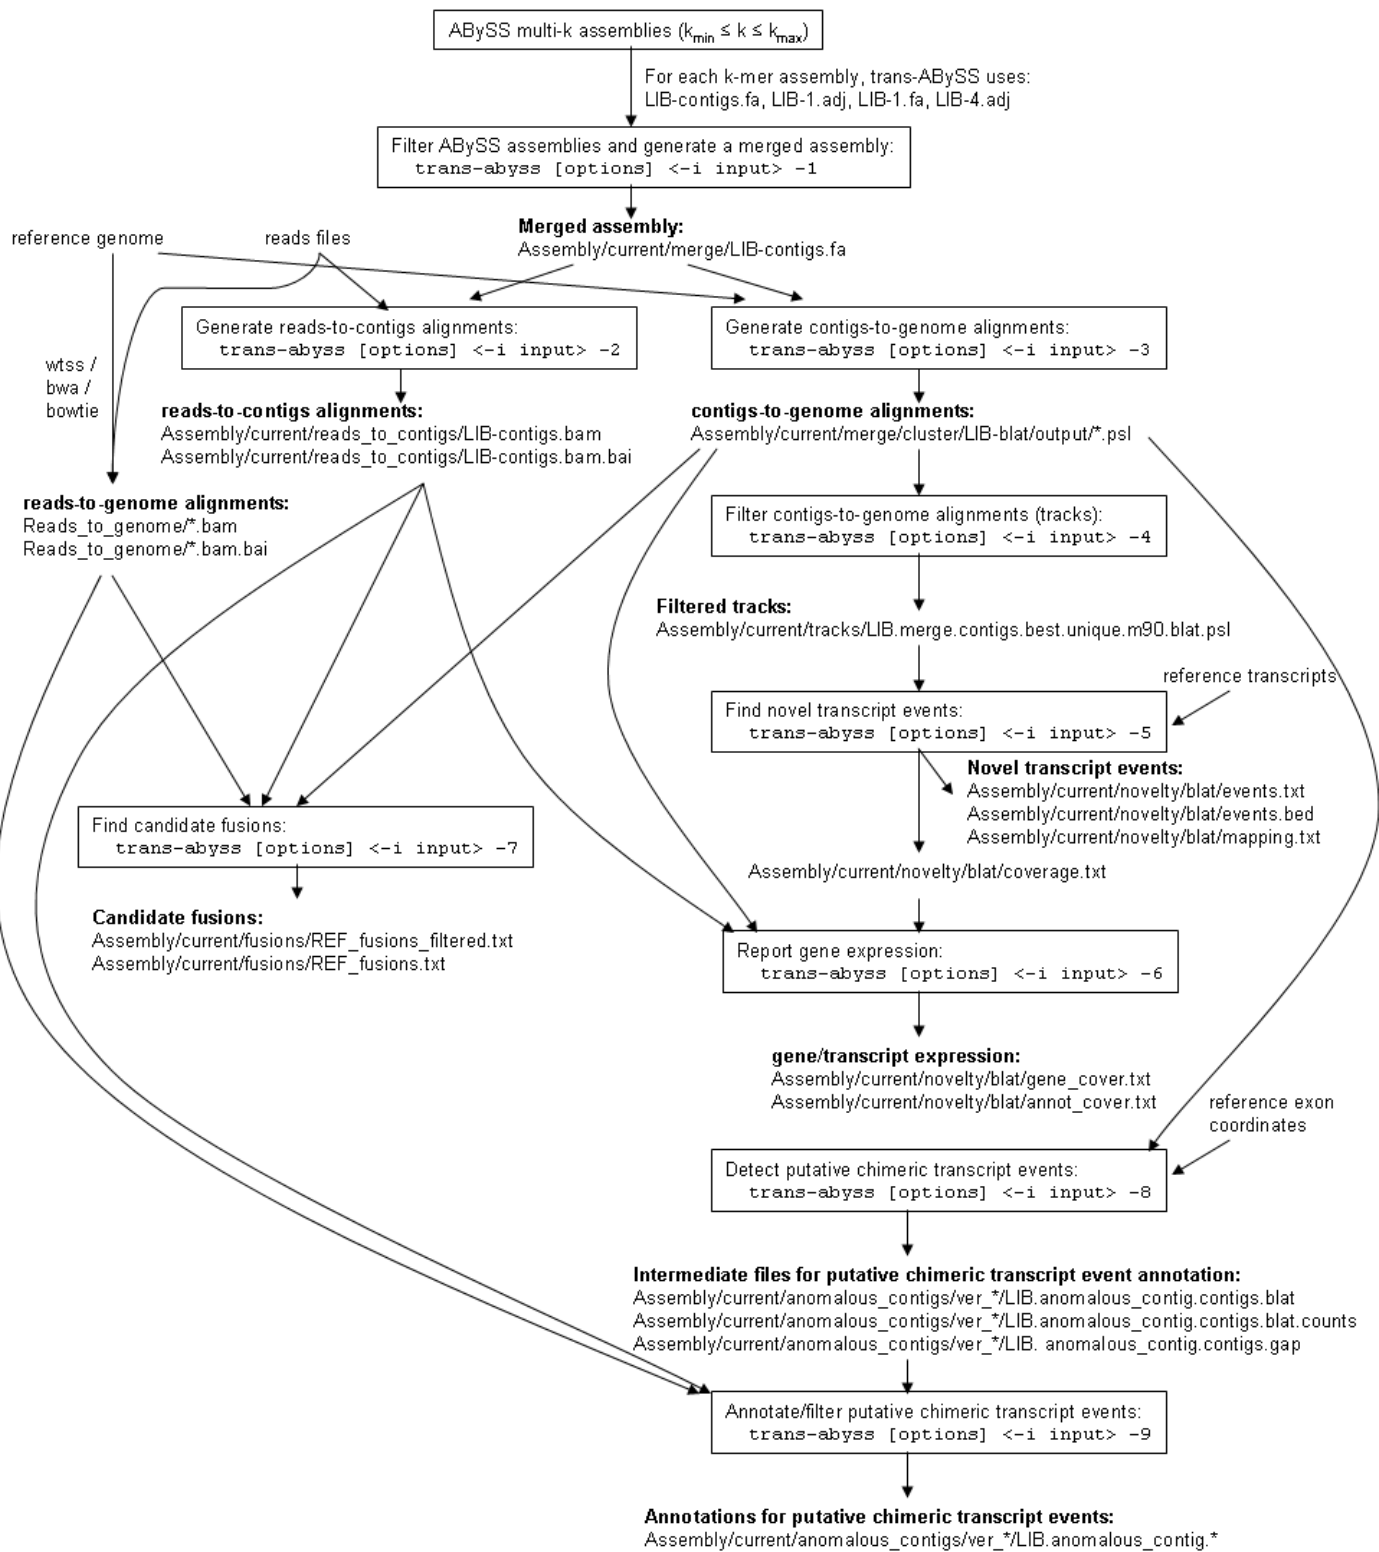 ABySS multi-k assemblies (kmin ≤ k ≤ kmax)
For each k-mer assembly, trans-ABySS uses:
LIB-contigs.fa, LIB-1.adj, LIB-1.fa, LIB-4.adj
Filter ABySS assemblies and generate a merged assembly:
trans-abyss [options] <-i input> -1
Merged assembly:
Assembly/current/merge/LIB-contigs.fa
reference genome
reads files
Generate reads-to-contigs alignments:
trans-abyss [options] <-i input> -2
Generate contigs-to-genome alignments:
trans-abyss [options] <-i input> -3
wtss /
bwa /
bowtie
reads-to-contigs alignments:
Assembly/current/reads_to_contigs/LIB-contigs.bam
Assembly/current/reads_to_contigs/LIB-contigs.bam.bai
contigs-to-genome alignments:
Assembly/current/merge/cluster/LIB-blat/output/*.psl
reads-to-genome alignments:
Reads_to_genome/*.bam
Reads_to_genome/*.bam.bai
Filter contigs-to-genome alignments (tracks):
trans-abyss [options] <-i input> -4
Filtered tracks:
Assembly/current/tracks/LIB.merge.contigs.best.unique.m90.blat.psl
reference transcripts
Find novel transcript events:
trans-abyss [options] <-i input> -5
Novel transcript events:
Assembly/current/novelty/blat/events.txt
Assembly/current/novelty/blat/events.bed
Assembly/current/novelty/blat/mapping.txt
Find candidate fusions:
trans-abyss [options] <-i input> -7
Assembly/current/novelty/blat/coverage.txt
Candidate fusions:
Assembly/current/fusions/REF_fusions_filtered.txt
Assembly/current/fusions/REF_fusions.txt
Report gene expression:
trans-abyss [options] <-i input> -6
gene/transcript expression:
Assembly/current/novelty/blat/gene_cover.txt
Assembly/current/novelty/blat/annot_cover.txt
reference exon
coordinates
Detect putative chimeric transcript events:
trans-abyss [options] <-i input> -8
Intermediate files for putative chimeric transcript event annotation:
Assembly/current/anomalous_contigs/ver_*/LIB.anomalous_contig.contigs.blat
Assembly/current/anomalous_contigs/ver_*/LIB.anomalous_contig.contigs.blat.counts
Assembly/current/anomalous_contigs/ver_*/LIB. anomalous_contig.contigs.gap
Annotate/filter putative chimeric transcript events:
trans-abyss [options] <-i input> -9
Annotations for putative chimeric transcript events:
Assembly/current/anomalous_contigs/ver_*/LIB.anomalous_contig.*